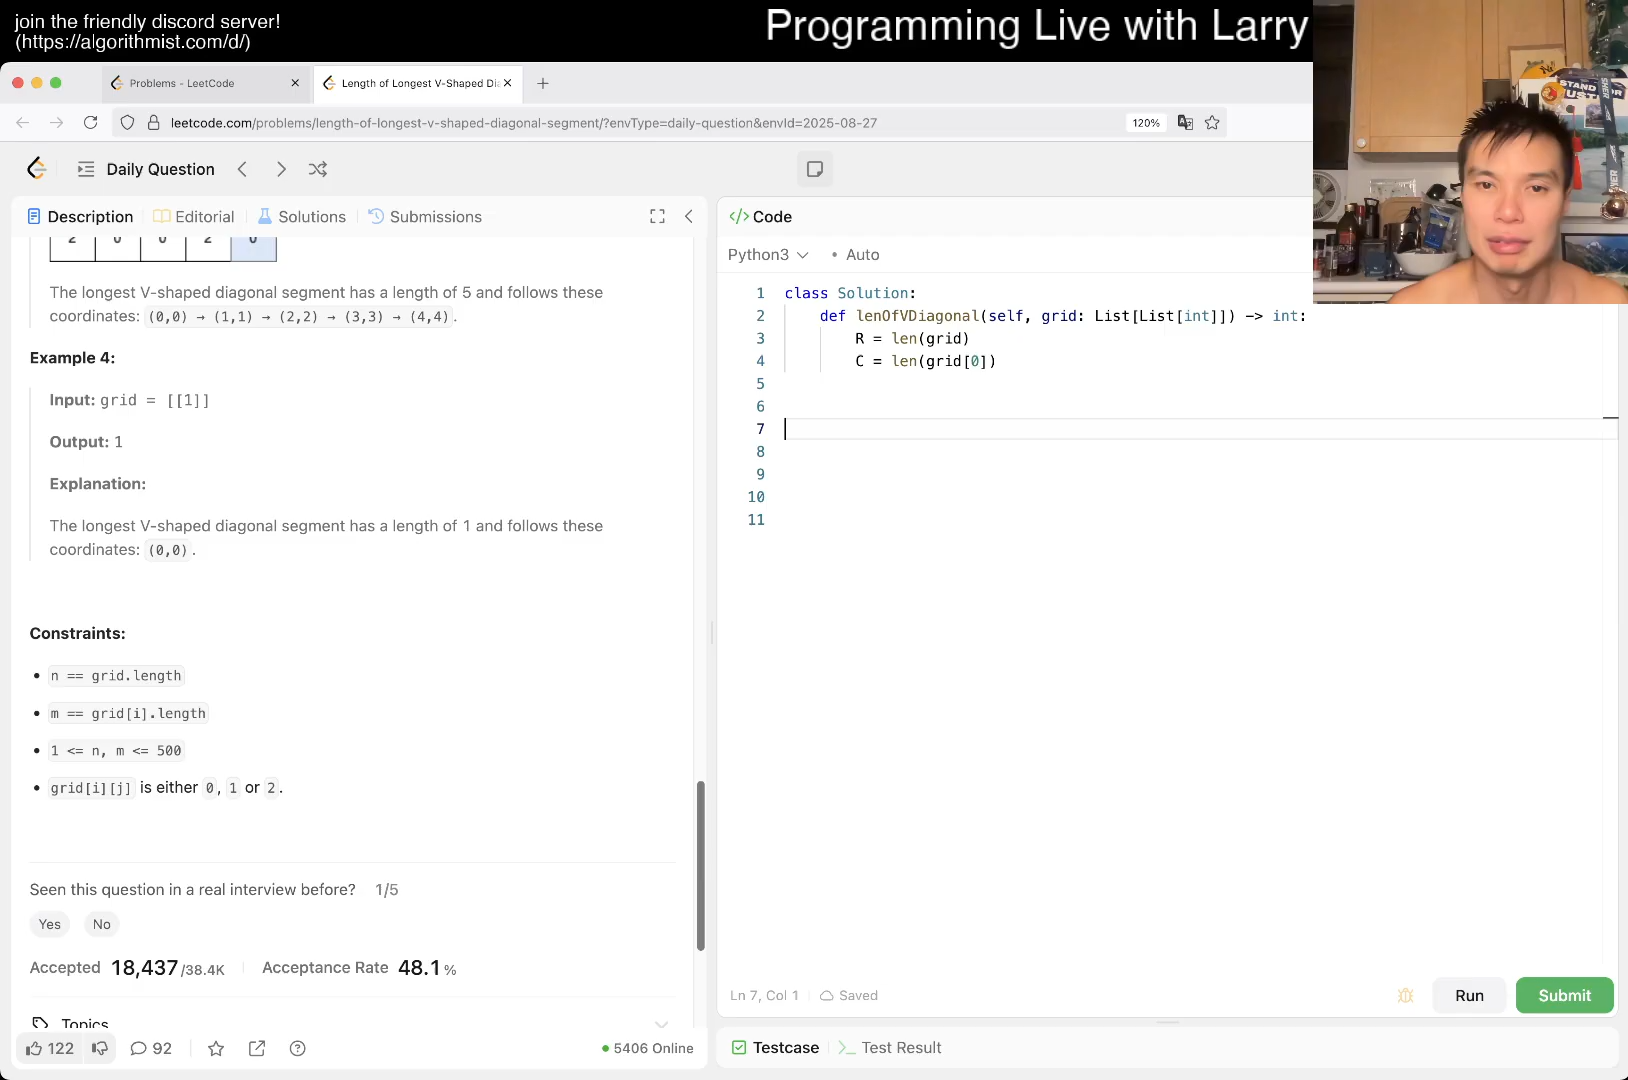 join the friendly discord server!
(https://algorithmist.com/d/)
Programming Live with Larry
Problems - LeetCode
Length of Longest V-Shaped Di
leetcode.com/problems/length-of-longest-v-shaped-diagonal-segment/?envType=daily-question&envId=2025-08-27
120%
Daily Question
Description
Editorial
Solutions
Submissions
2 0 0 2 0
The longest V-shaped diagonal segment has a length of 5 and follows these
coordinates: (0,0) → (1,1) → (2,2) → (3,3) → (4,4).
Example 4:
Input: grid = [[1]]
Output: 1
Explanation:
The longest V-shaped diagonal segment has a length of 1 and follows these
coordinates: (0,0).
Constraints:
• n == grid.length
• m == grid[i].length
• 1 <= n, m <= 500
• grid[i][j] is either 0, 1 or 2.
Seen this question in a real interview before? 1/5
Yes
No
Accepted 18,437/38.4K
Acceptance Rate 48.1%
Topics
122
92
• 5406 Online
</> Code
Python3
• Auto
1 class Solution:
2 def lenOfVDiagonal(self, grid: List[List[int]]) -> int:
3 R = len(grid)
4 C = len(grid[0])
5
6
7
8
9
10
11
Ln 7, Col 1
Saved
Run
Submit
Testcase
>_ Test Result
STAND